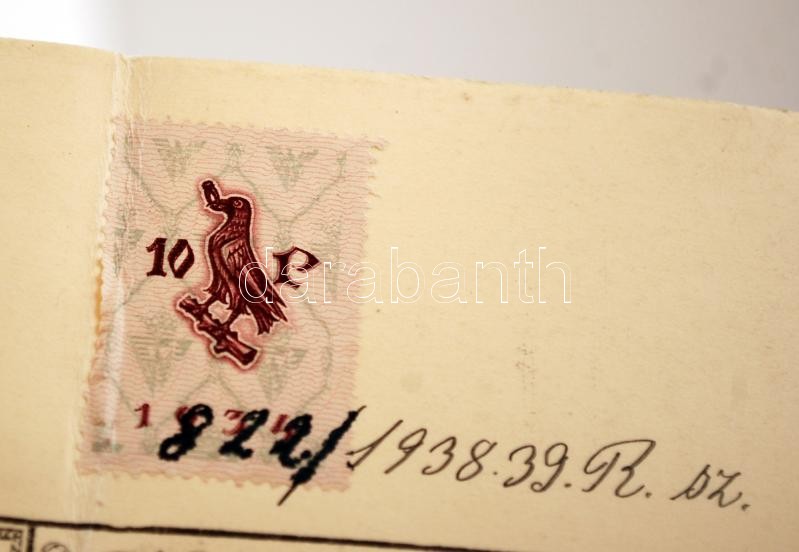 10 P
darabanth
822/1938.39. R. sz.